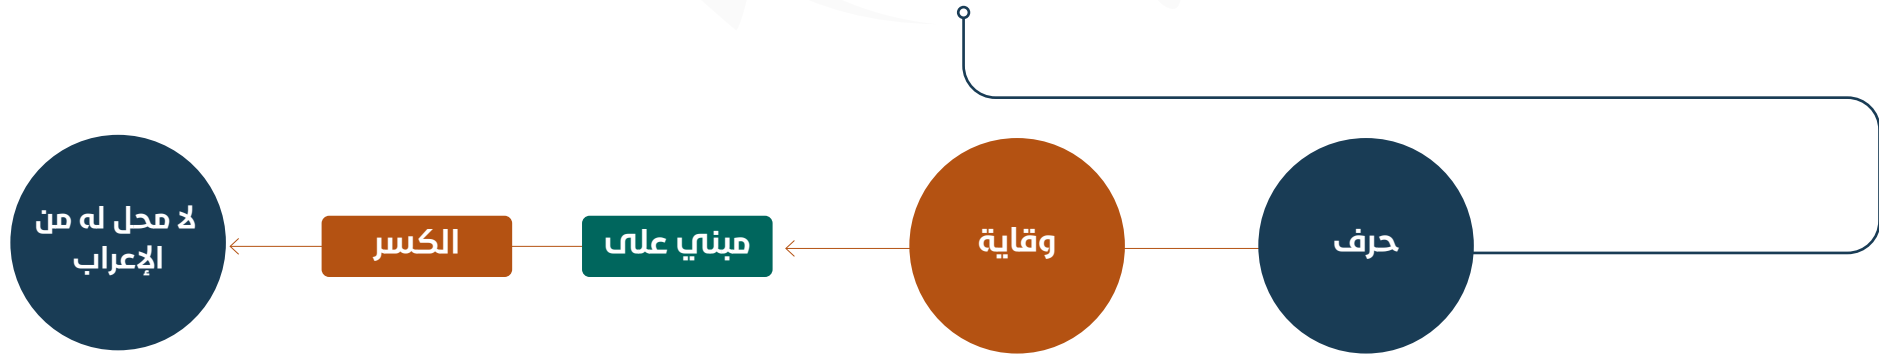 حرف
وقاية
مبني على
الكسر
لا محل له من
الإعراب